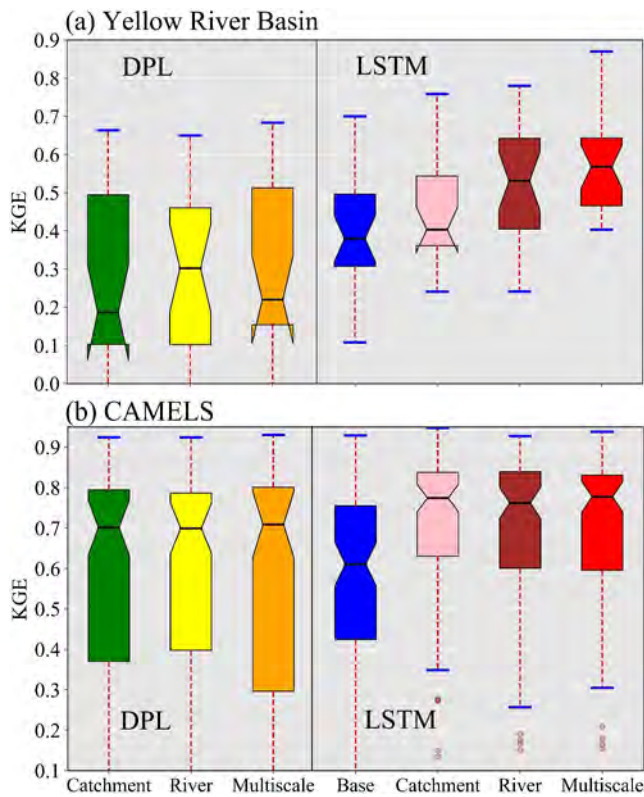 (a) Yellow River Basin
DPL LSTM
0.9
0.8
0.7
0.6
0.5
0.4
0.3
0.2
0.1
0.0
KGE
(b) CAMELS
0.9
0.8
0.7
0.6
0.5
0.4
0.3
0.2
0.1
KGE
DPL LSTM
Catchment River Multiscale Base Catchment River Multiscale